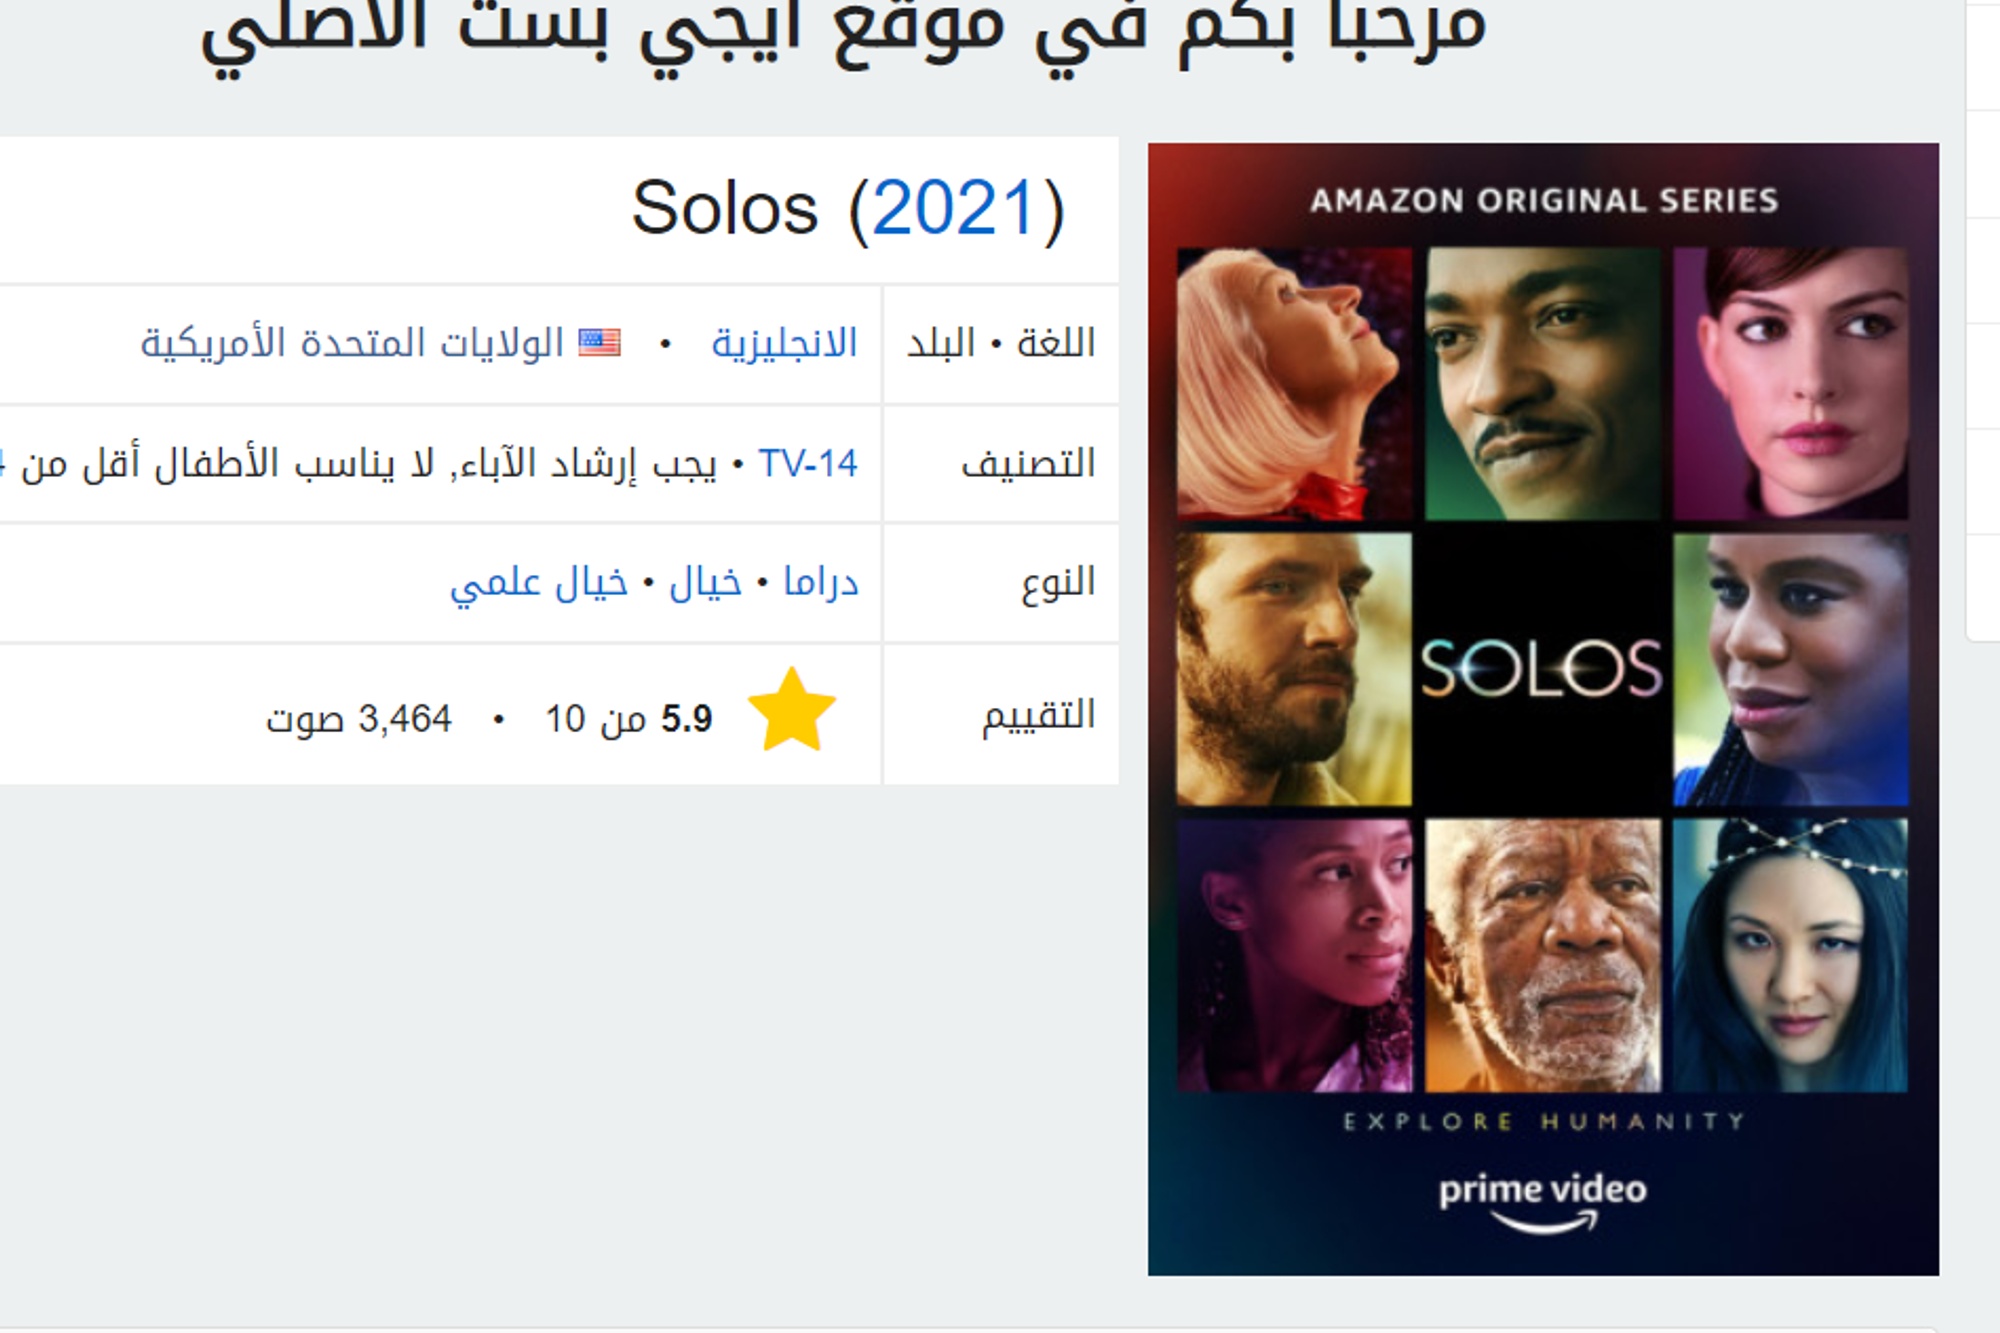 مرحبا بكم في موقع ايجي بست الاصلي
Solos (2021)
اللغة • البلد
الانجليزية • الولايات المتحدة الأمريكية
التصنيف
TV-14 • يجب إرشاد الآباء, لا يناسب الأطفال أقل من
النوع
دراما • خيال • خيال علمي
التقييم
5.9 من 10 • 3,464 صوت
AMAZON ORIGINAL SERIES
SOLOS
EXPLORE HUMANITY
prime video